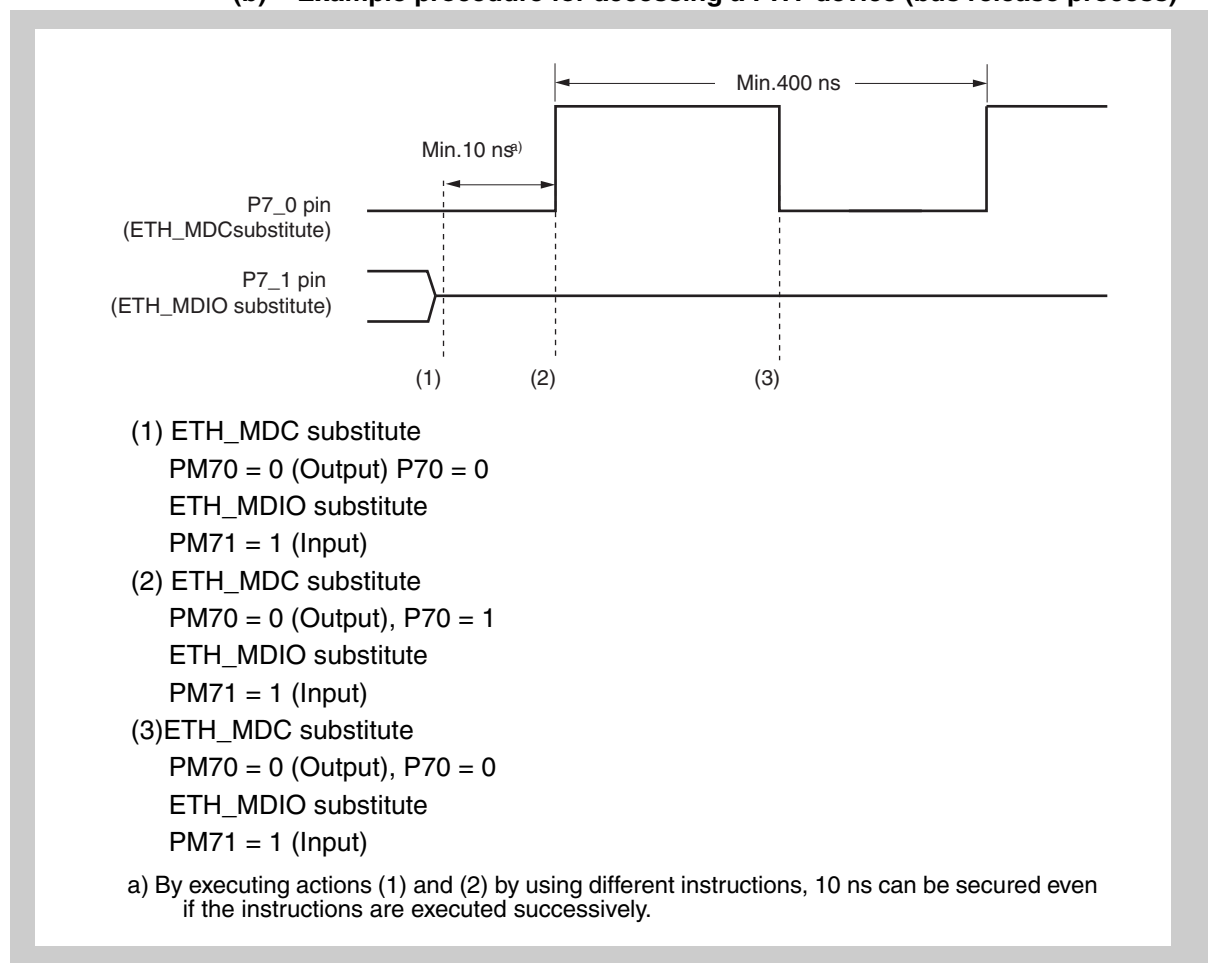 (b) Example procedure for accessing a PHY device (bus release process)
Min.400 ns
Min.10 nsa)
P7_0 pin
(ETH_MDCsubstitute)
P7_1 pin
(ETH_MDIO substitute)
(1) (2) (3)
(1) ETH_MDC substitute
PM70 = 0 (Output) P70 = 0
ETH_MDIO substitute
PM71 = 1 (Input)
(2) ETH_MDC substitute
PM70 = 0 (Output), P70 = 1
ETH_MDIO substitute
PM71 = 1 (Input)
(3)ETH_MDC substitute
PM70 = 0 (Output), P70 = 0
ETH_MDIO substitute
PM71 = 1 (Input)
a) By executing actions (1) and (2) by using different instructions, 10 ns can be secured even
if the instructions are executed successively.